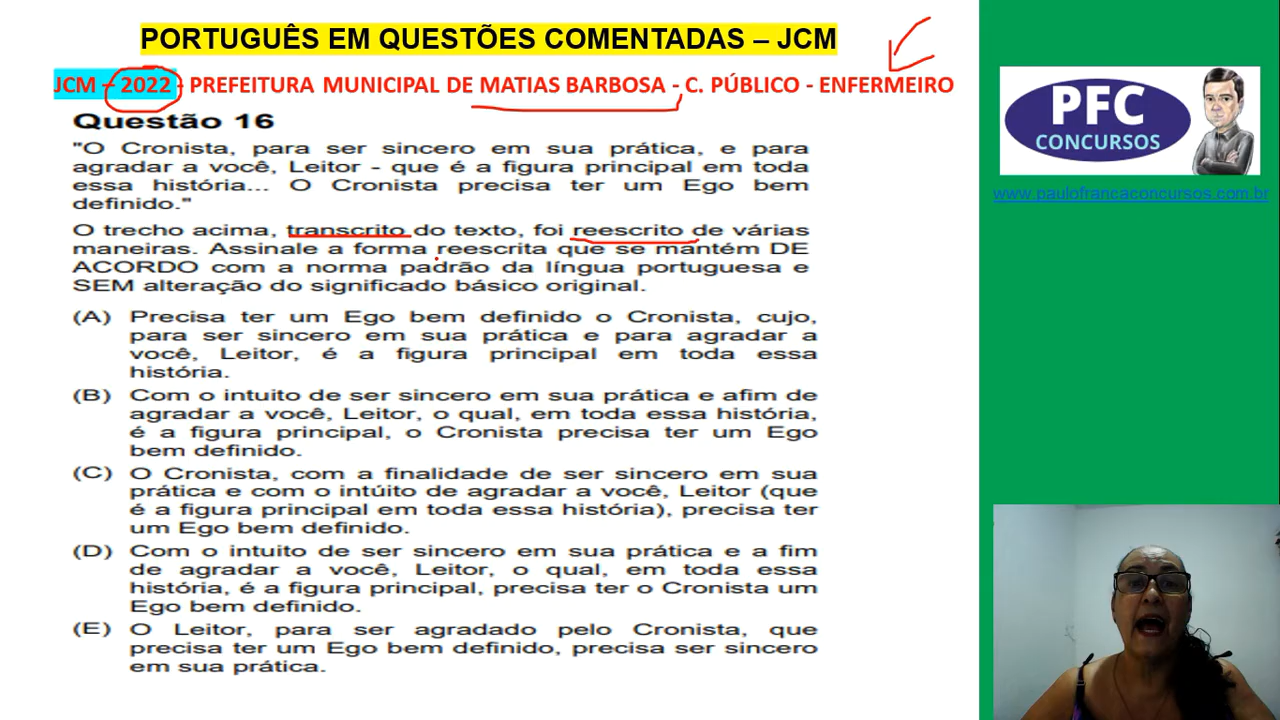 PORTUGUÊS EM QUESTÕES COMENTADAS – JCM
JCM – 2022 - PREFEITURA MUNICIPAL DE MATIAS BARBOSA - C. PÚBLICO - ENFERMEIRO
Questão 16
"O Cronista, para ser sincero em sua prática, e para
agradar a você, Leitor - que é a figura principal em toda
essa história... O Cronista precisa ter um Ego bem
definido."
O trecho acima, transcrito do texto, foi reescrito de várias
maneiras. Assinale a forma reescrita que se mantém DE
ACORDO com a norma padrão da língua portuguesa e
SEM alteração do significado básico original.
(A) Precisa ter um Ego bem definido o Cronista, cujo,
para ser sincero em sua prática e para agradar a
você, Leitor, é a figura principal em toda essa
história.
(B) Com o intuito de ser sincero em sua prática e afim de
agradar a você, Leitor, o qual, em toda essa história,
é a figura principal, o Cronista precisa ter um Ego
bem definido.
(C) O Cronista, com a finalidade de ser sincero em sua
prática e com o intúito de agradar a você, Leitor (que
é a figura principal em toda essa história), precisa ter
um Ego bem definido.
(D) Com o intuito de ser sincero em sua prática e a fim
de agradar a você, Leitor, o qual, em toda essa
história, é a figura principal, precisa ter o Cronista um
Ego bem definido.
(E) O Leitor, para ser agradado pelo Cronista, que
precisa ter um Ego bem definido, precisa ser sincero
em sua prática.
PFC
CONCURSOS
www.paulofrancaconcursos.com.br